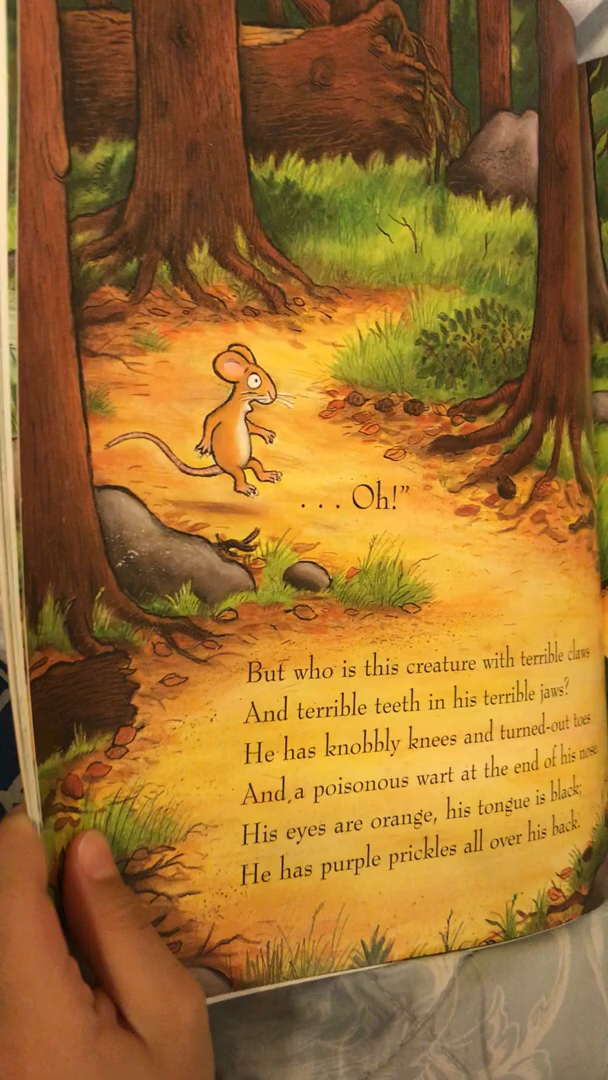 . . . Oh!”
But who is this creature with terrible claws
And terrible teeth in his terrible jaws?
He has knobbly knees and turned-out toes
And a poisonous wart at the end of his nose.
His eyes are orange, his tongue is black;
He has purple prickles all over his back.